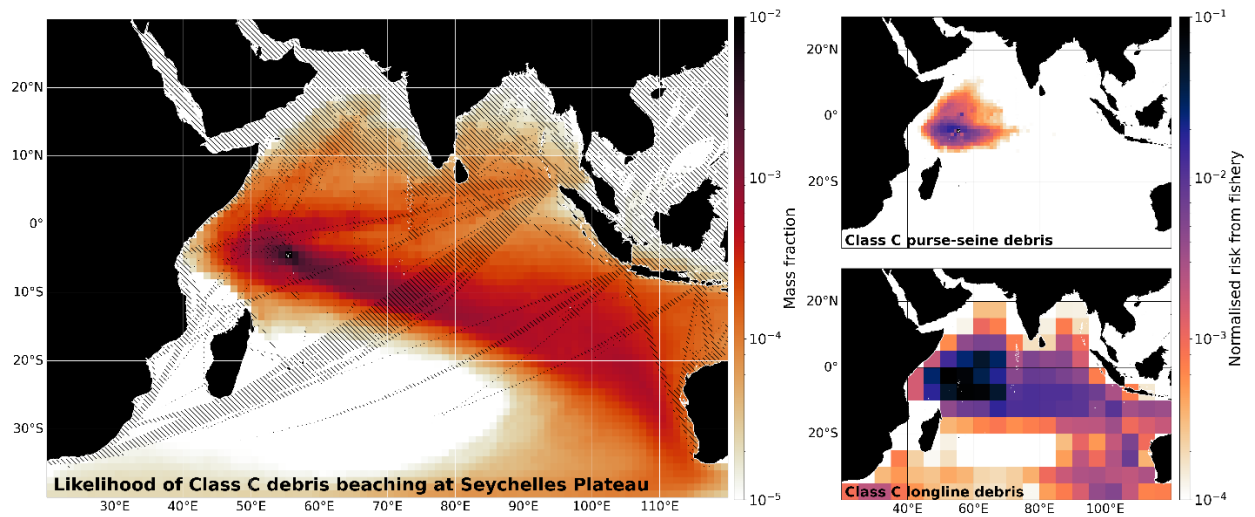 20°N
10°N
0°
10°S
20°S
30°S
Likelihood of Class C debris beaching at Seychelles Plateau
30°E 40°E 50°E 60°E 70°E 80°E 90°E 100°E 110°E
10⁻²
10⁻³
10⁻⁴
10⁻⁵
Mass fraction
20°N
0°
20°S
Class C purse-seine debris
20°N
0°
20°S
Class C longline debris
40°E 60°E 80°E 100°E
10⁻¹
10⁻²
10⁻³
10⁻⁴
Normalised risk from fishery